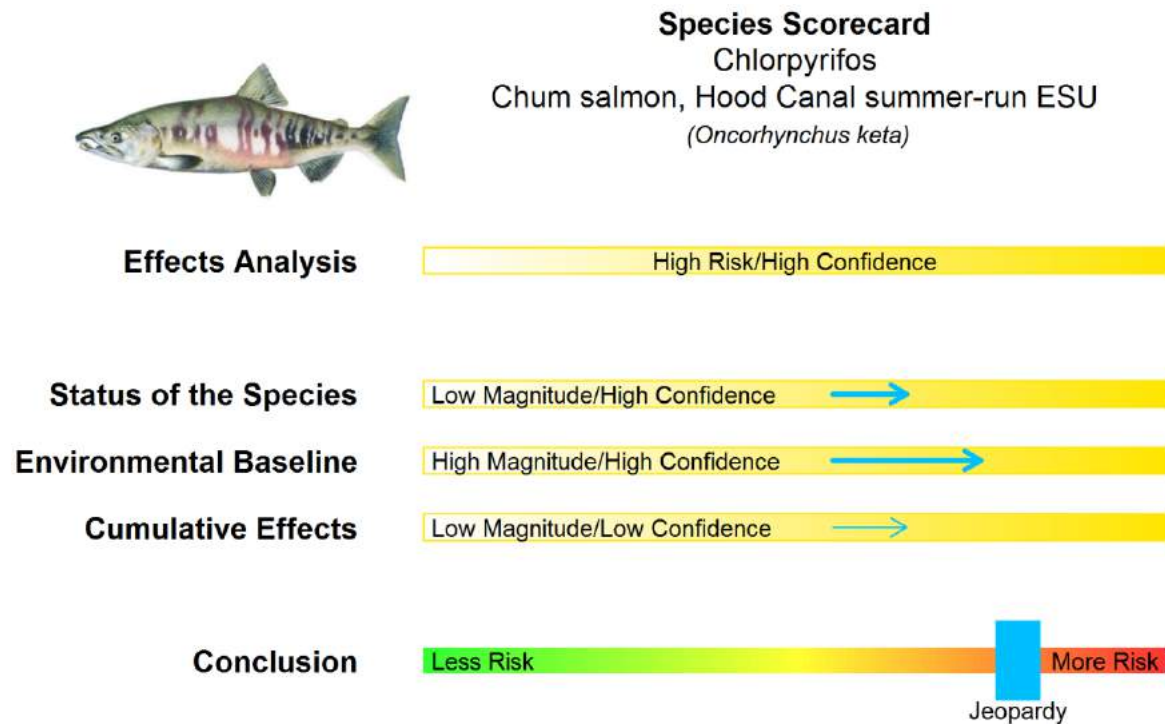 Species Scorecard
Chlorpyrifos
Chum salmon, Hood Canal summer-run ESU
(Oncorhynchus keta)
Effects Analysis
High Risk/High Confidence
Status of the Species
Low Magnitude/High Confidence
Environmental Baseline
High Magnitude/High Confidence
Cumulative Effects
Low Magnitude/Low Confidence
Conclusion
Less Risk
More Risk
Jeopardy